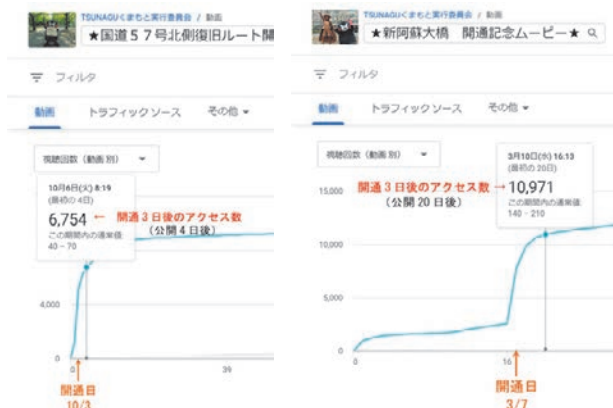 TSUNAGUくまもと実行委員会 / 動画
★国道５７号北側復旧ルート開
フィルタ
動画 トラフィックソース その他
視聴回数（動画別）
10月6日(火) 8:19
(最初の 4日)
6,754
この期間内の通常値
40 – 70
← 開通３日後のアクセス数
（公開４日後）
4,000
0
0
39
開通日
10/3
TSUNAGUくまもと実行委員会 / 動画
★新阿蘇大橋 開通記念ムービー★
フィルタ
動画 トラフィックソース その他
視聴回数（動画別）
3月10日(水) 16:13
(最初の 20日)
10,971
この期間内の通常値
140 – 210
開通３日後のアクセス数 →
（公開 20 日後）
15,000
10,000
5,000
0
0
16
開通日
3/7